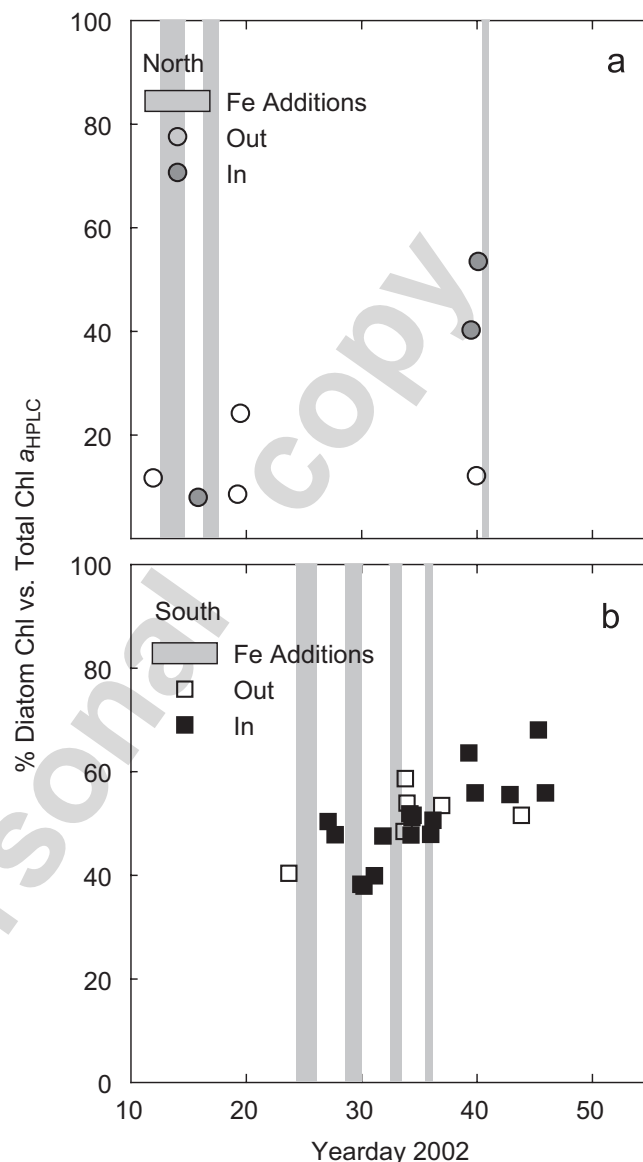 100
a
North
Fe Additions
80
Out
In
60
40
20
% Diatom Chl vs. Total Chl aHPLC
100
South
b
Fe Additions
80
Out
In
60
40
20
0
10 20 30 40 50
Yearday 2002
rsonal copy